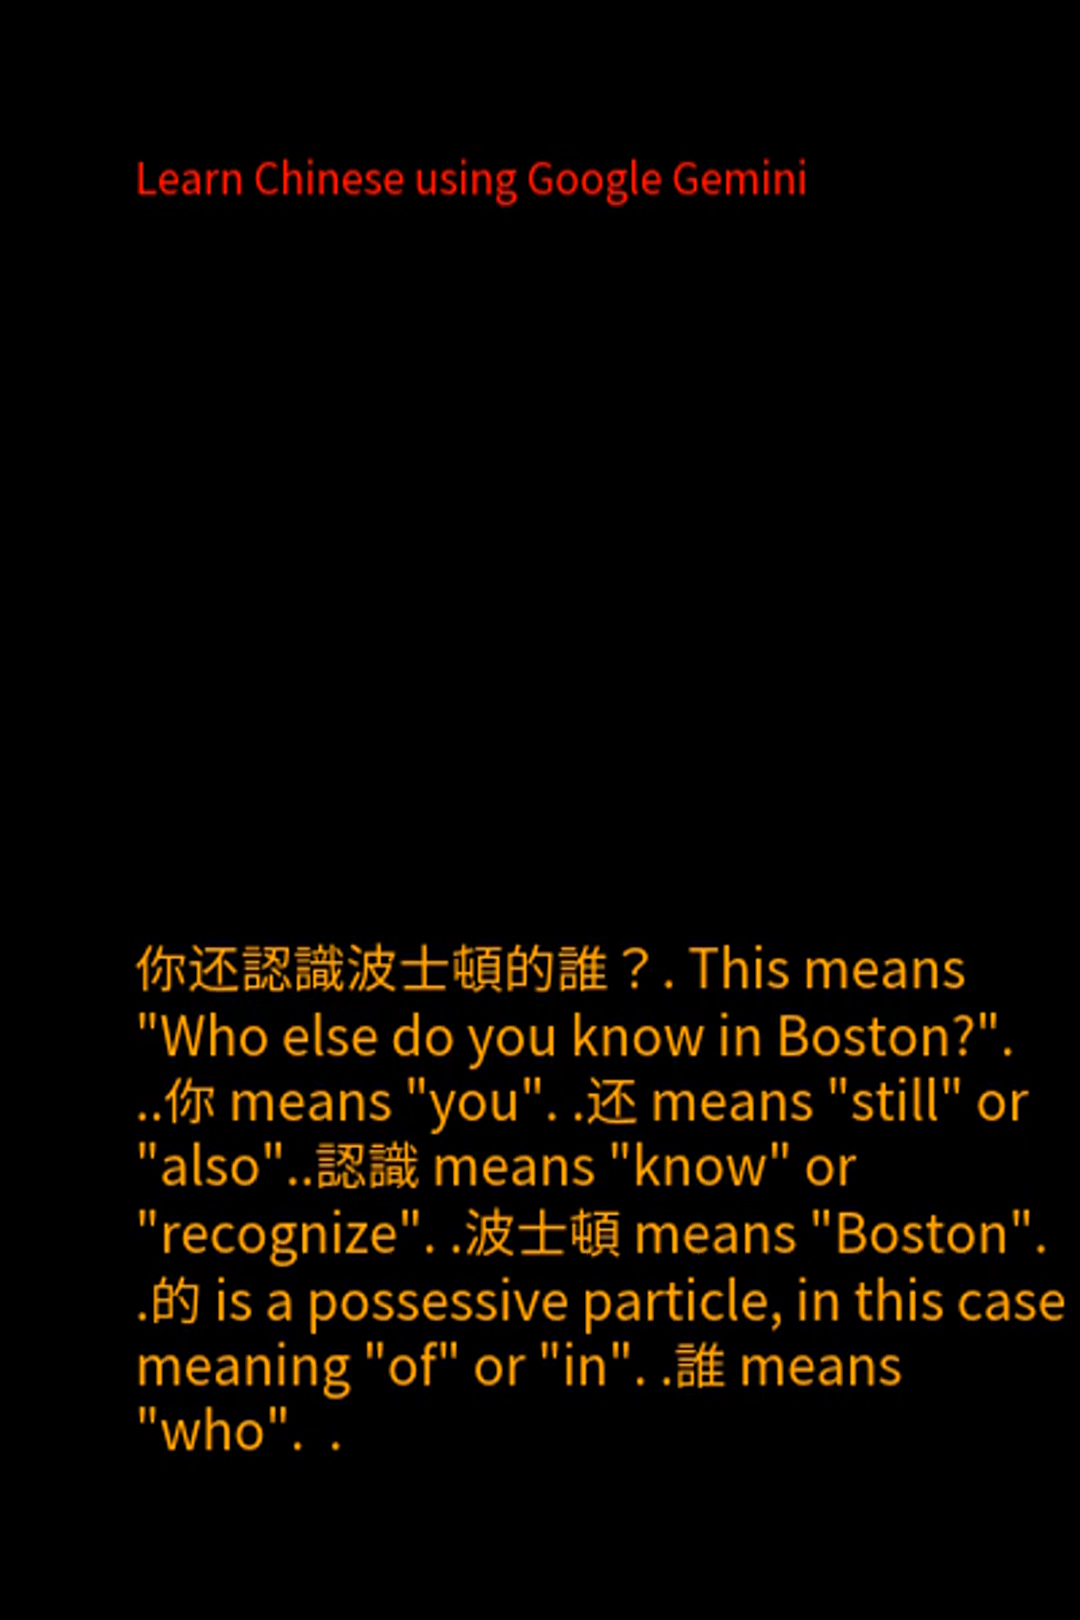 Learn Chinese using Google Gemini
你还認識波士頓的誰？. This means
"Who else do you know in Boston?".
..你 means "you". .还 means "still" or
"also"..認識 means "know" or
"recognize". .波士頓 means "Boston".
.的 is a possessive particle, in this case
meaning "of" or "in". .誰 means
"who".  .